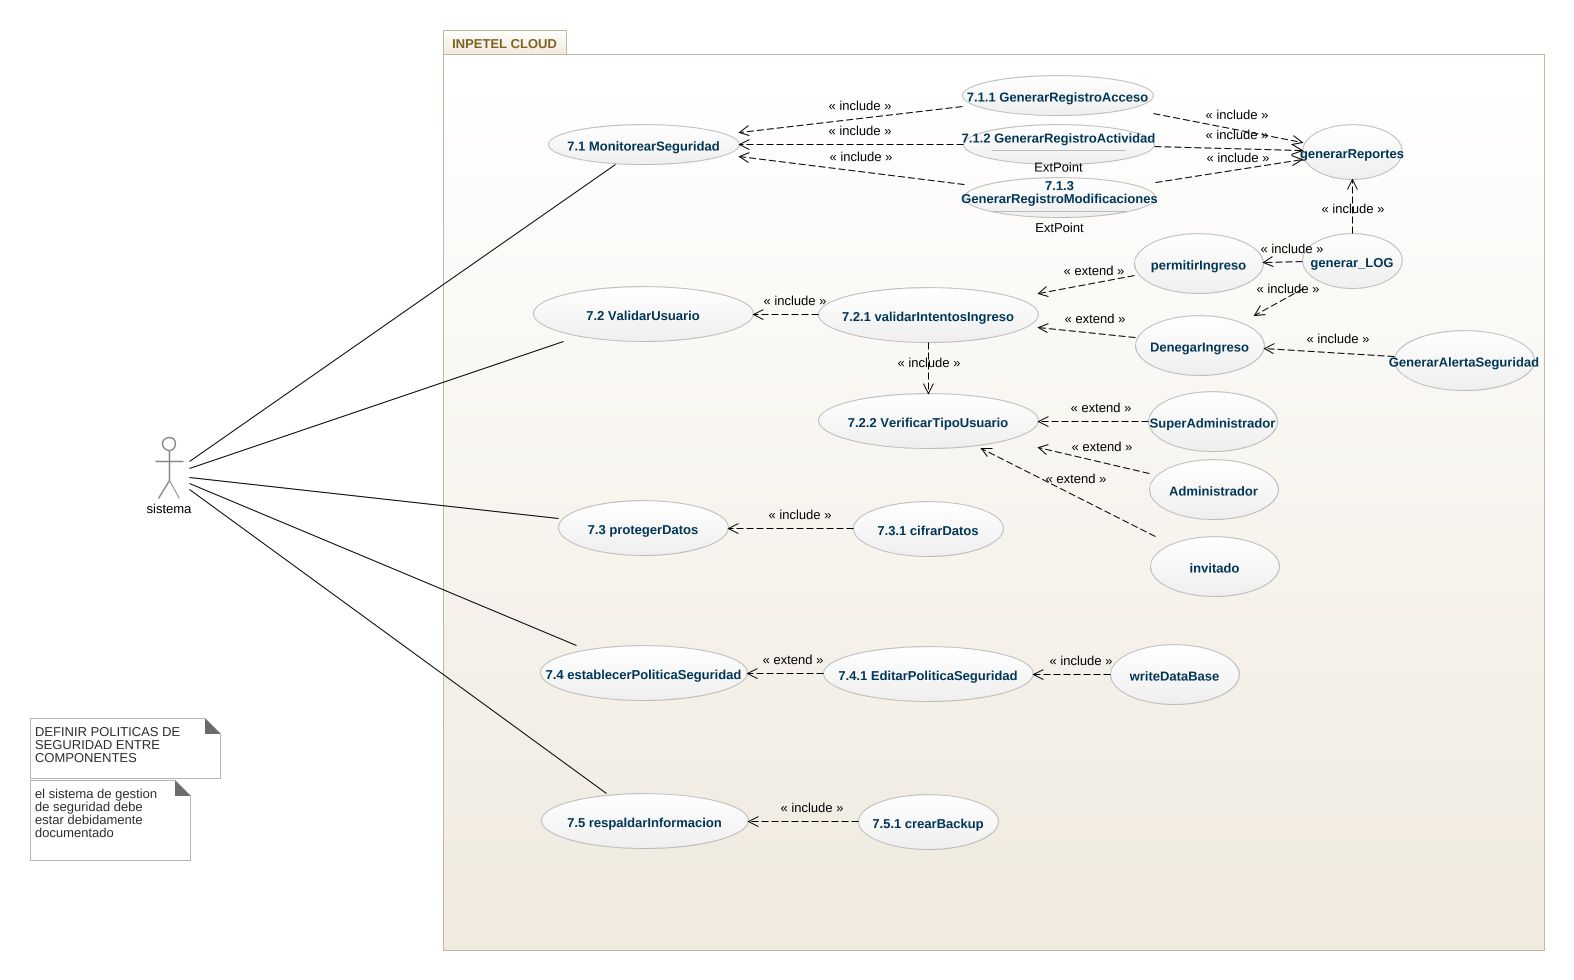 INPETEL CLOUD
7.1.1 GenerarRegistroAcceso
« include »
« include »
7.1 MonitorearSeguridad
« include »
7.1.2 GenerarRegistroActividad
« include »
generarReportes
« include »
ExtPoint
« include »
7.1.3
GenerarRegistroModificaciones
ExtPoint
« include »
permitirIngreso
« include »
generar_LOG
« extend »
« include »
7.2 ValidarUsuario
« include »
7.2.1 validarIntentosIngreso
« extend »
DenegarIngreso
« include »
GenerarAlertaSeguridad
« include »
7.2.2 VerificarTipoUsuario
« extend »
SuperAdministrador
« extend »
Administrador
« extend »
invitado
sistema
7.3 protegerDatos
« include »
7.3.1 cifrarDatos
7.4 establecerPoliticaSeguridad
« extend »
7.4.1 EditarPoliticaSeguridad
« include »
writeDataBase
DEFINIR POLITICAS DE
SEGURIDAD ENTRE
COMPONENTES
el sistema de gestion
de seguridad debe
estar debidamente
documentado
7.5 respaldarInformacion
« include »
7.5.1 crearBackup